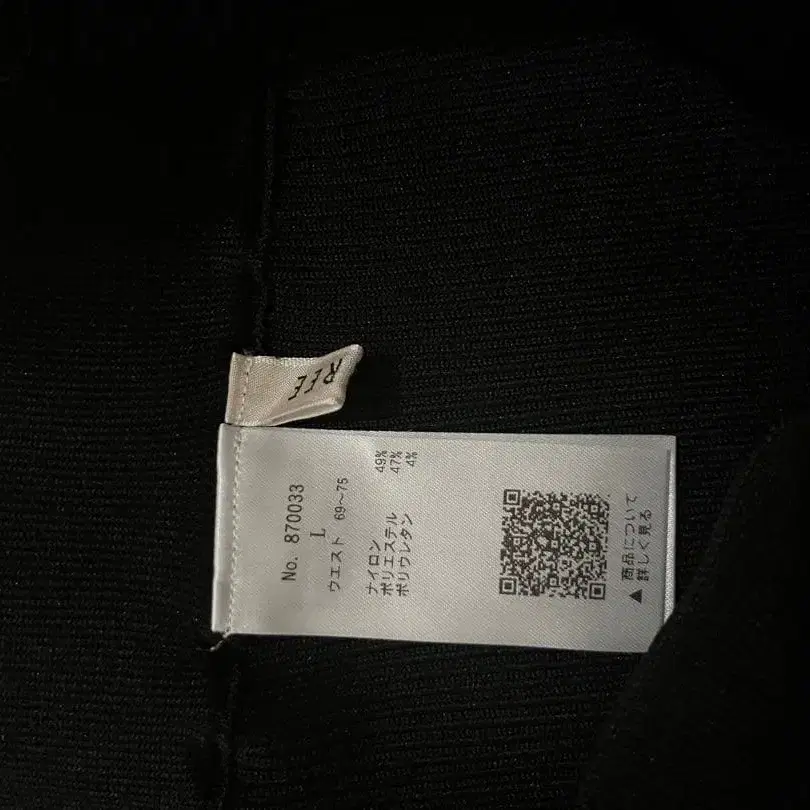 REE
No. 870033
L
ウエスト 69～75
ナイロン 49%
ポリエステル 47%
ポリウレタン 4%
▲ 商品について
詳しく見る